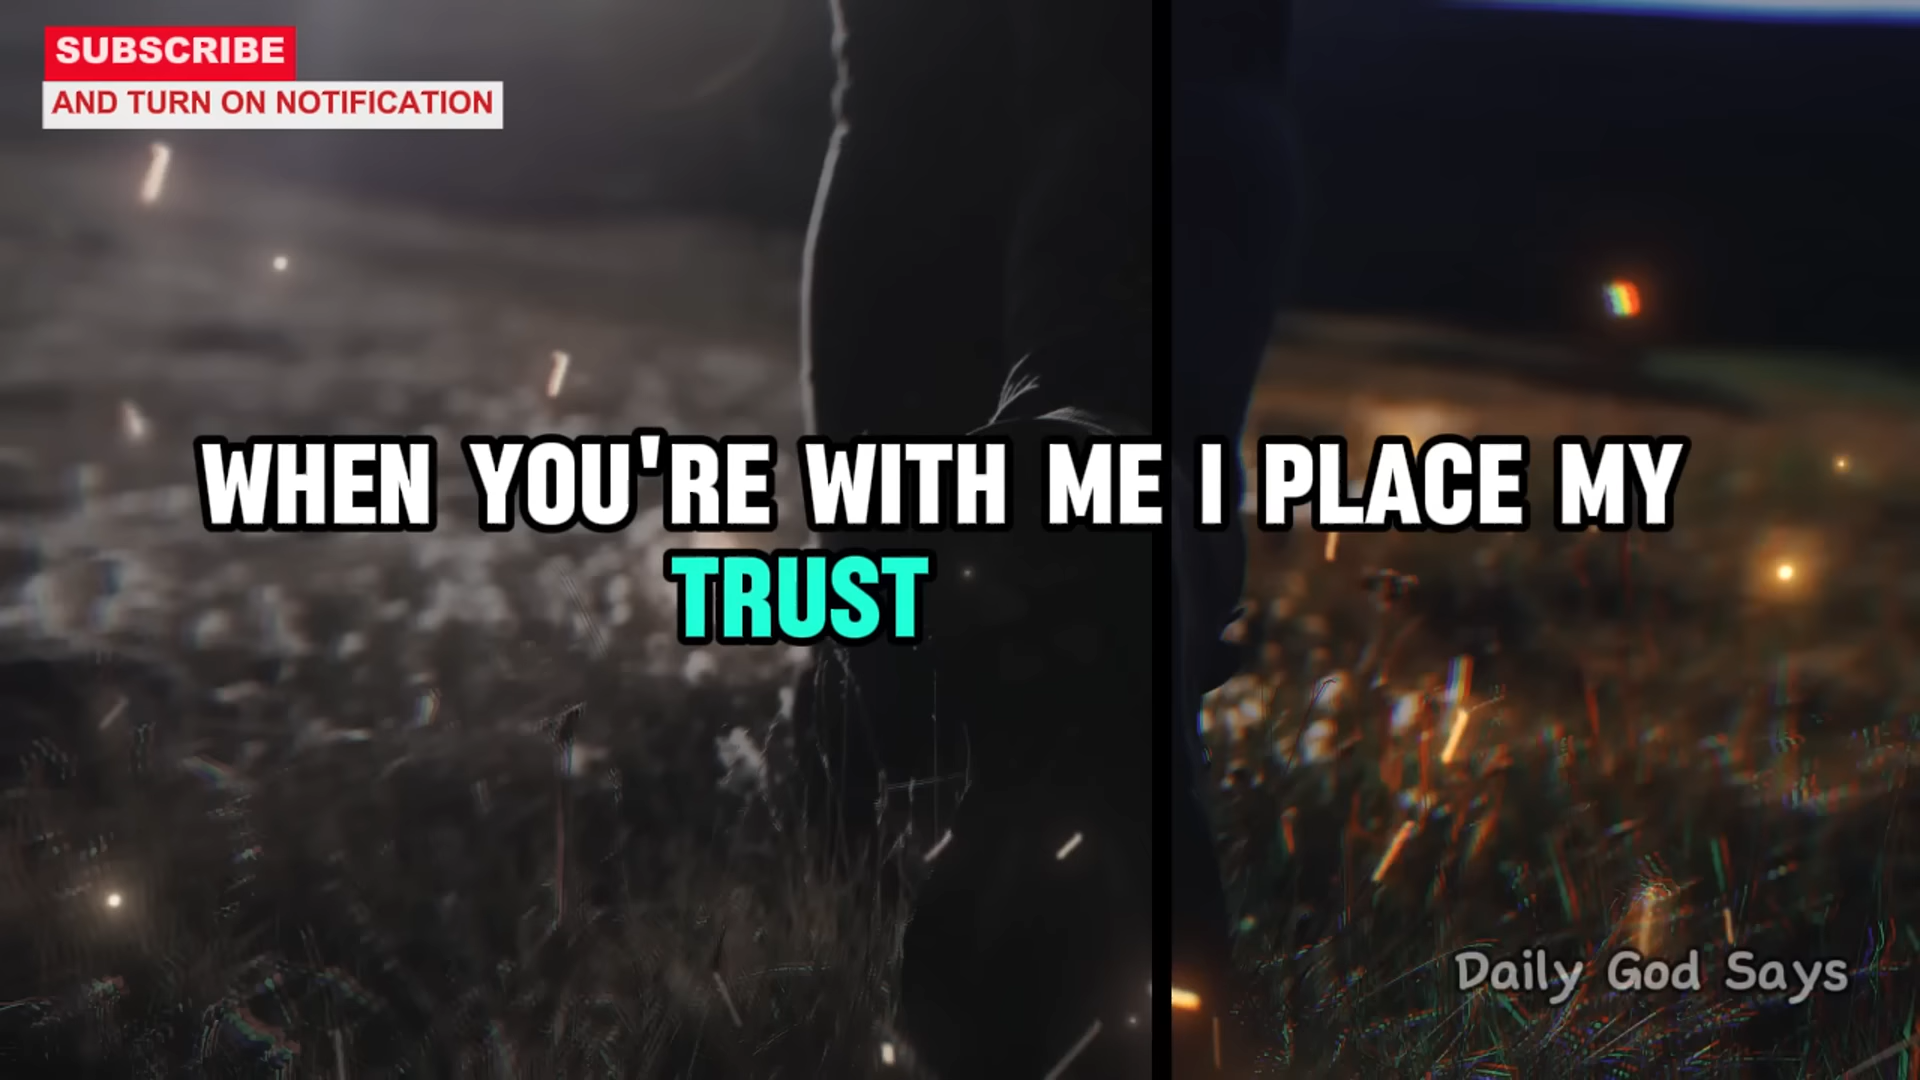 SUBSCRIBE
AND TURN ON NOTIFICATION
WHEN YOU'RE WITH ME I PLACE MY
TRUST
Daily God Says